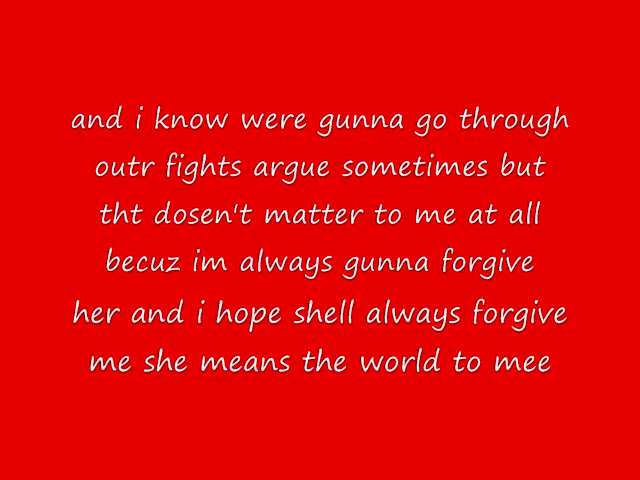 and i know were gunna go through
outr fights argue sometimes but
tht dosen't matter to me at all
becuz im always gunna forgive
her and i hope shell always forgive
me she means the world to mee